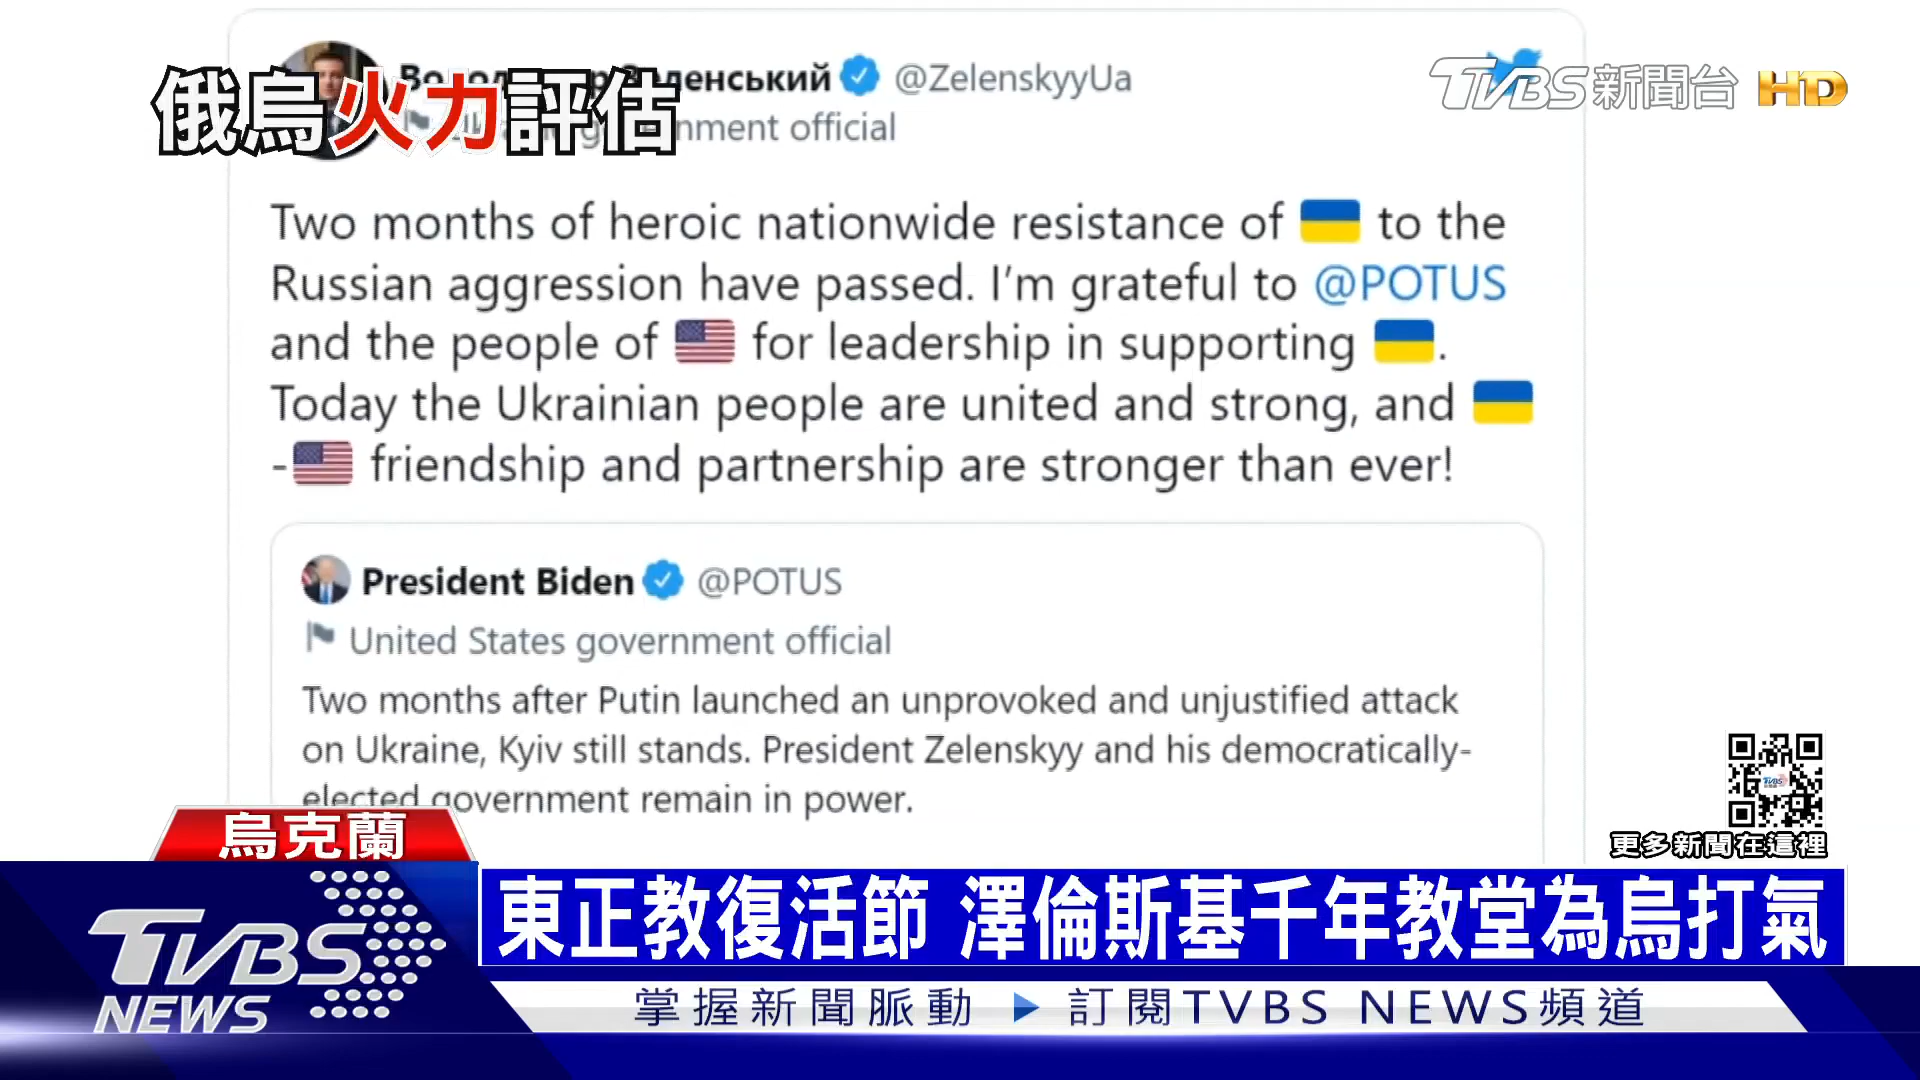 俄烏火力評估
Володимир Зеленський @ZelenskyyUa
government official
TVBS新聞台 HD
Two months of heroic nationwide resistance of 🇺🇦 to the
Russian aggression have passed. I'm grateful to @POTUS
and the people of 🇺🇸 for leadership in supporting 🇺🇦.
Today the Ukrainian people are united and strong, and 🇺🇦
-🇺🇸 friendship and partnership are stronger than ever!
President Biden @POTUS
United States government official
Two months after Putin launched an unprovoked and unjustified attack
on Ukraine, Kyiv still stands. President Zelenskyy and his democratically-
elected government remain in power.
更多新聞在這裡
烏克蘭
東正教復活節 澤倫斯基千年教堂為烏打氣
TVBS
NEWS
掌握新聞脈動 ▶ 訂閱TVBS NEWS頻道